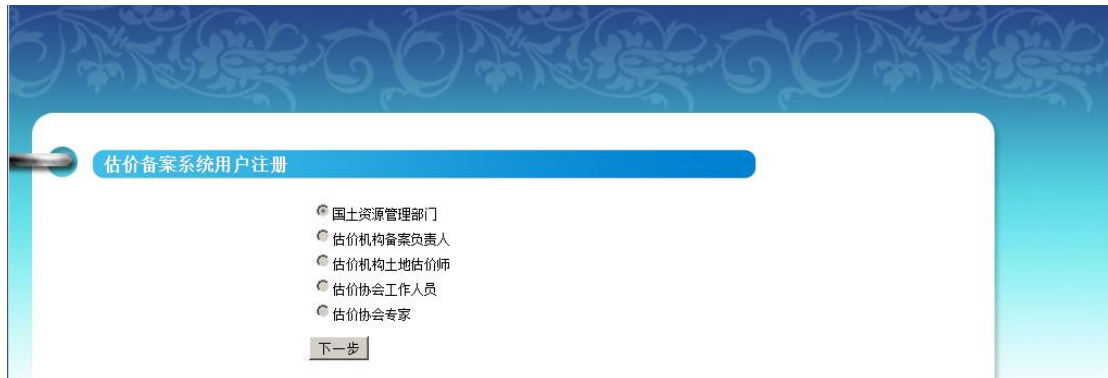 估价备案系统用户注册
国土资源管理部门
估价机构备案负责人
估价机构土地估价师
估价协会工作人员
估价协会专家
下一步